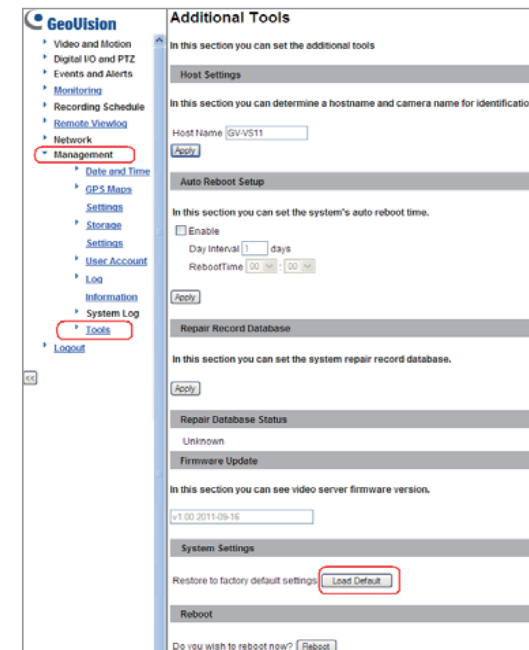 GeoVision
Video and Motion
Digital I/O and PTZ
Events and Alerts
Monitoring
Recording Schedule
Remote Viewlog
Network
Management
Date and Time
GPS Maps
Settings
Storage
Settings
User Account
Log
Information
System Log
Tools
Logout
<<
Additional Tools
In this section you can set the additional tools
Host Settings
In this section you can determine a hostname and camera name for identificatio
Host Name GV-VS11
Apply
Auto Reboot Setup
In this section you can set the system's auto reboot time.
Enable
Day Interval 1 days
RebootTime 00 : 00
Apply
Repair Record Database
In this section you can set the system repair record database.
Apply
Repair Database Status
Unknown
Firmware Update
In this section you can see video server firmware version.
v1.00 2011-09-16
System Settings
Restore to factory default settings Load Default
Reboot
Do you wish to reboot now? Reboot